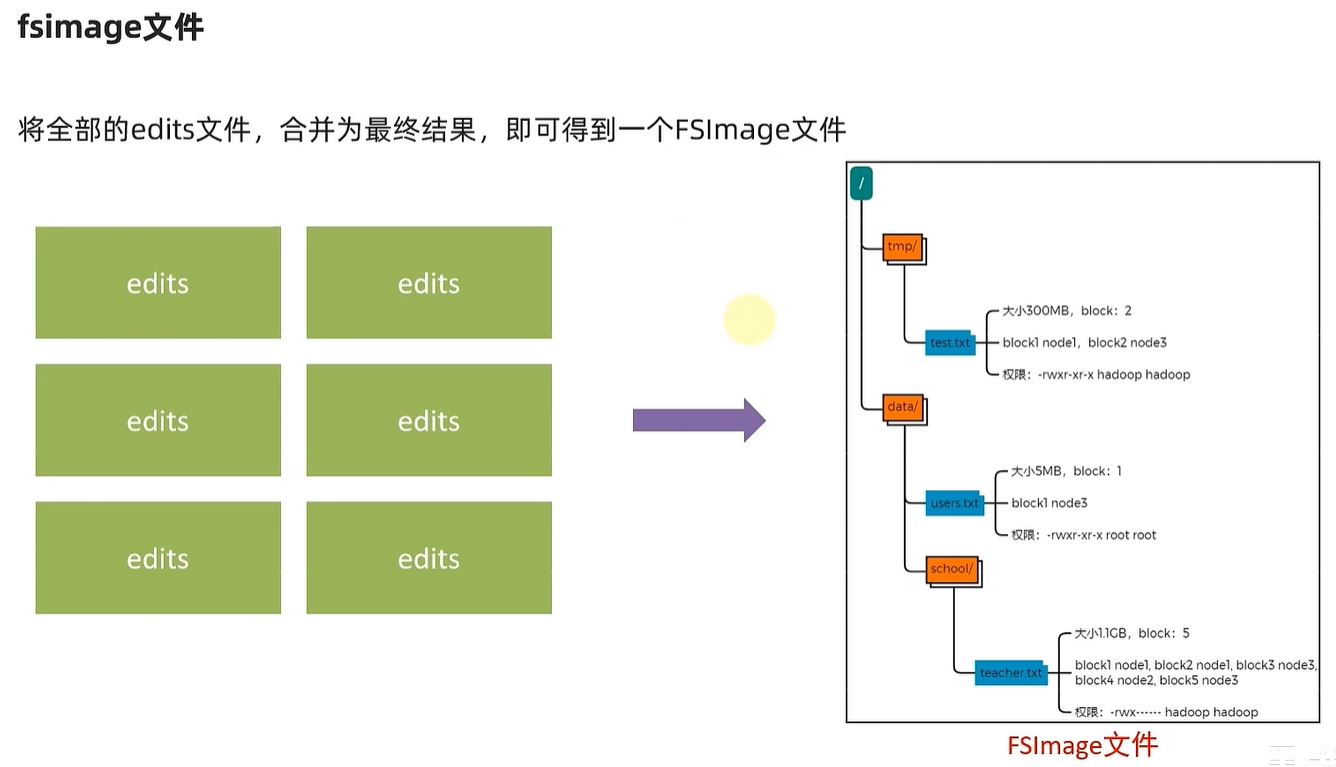 fsimage文件
将全部的edits文件，合并为最终结果，即可得到一个FSImage文件
edits
edits
edits
edits
edits
edits
/
tmp/
test.txt
大小300MB，block：2
block1 node1，block2 node3
权限：-rwxr-xr-x hadoop hadoop
data/
users.txt
大小5MB，block：1
block1 node3
权限：-rwxr-xr-x root root
school/
teacher.txt
大小1.1GB，block：5
block1 node1, block2 node1, block3 node3,
block4 node2, block5 node3
权限：-rwx------ hadoop hadoop
FSImage文件